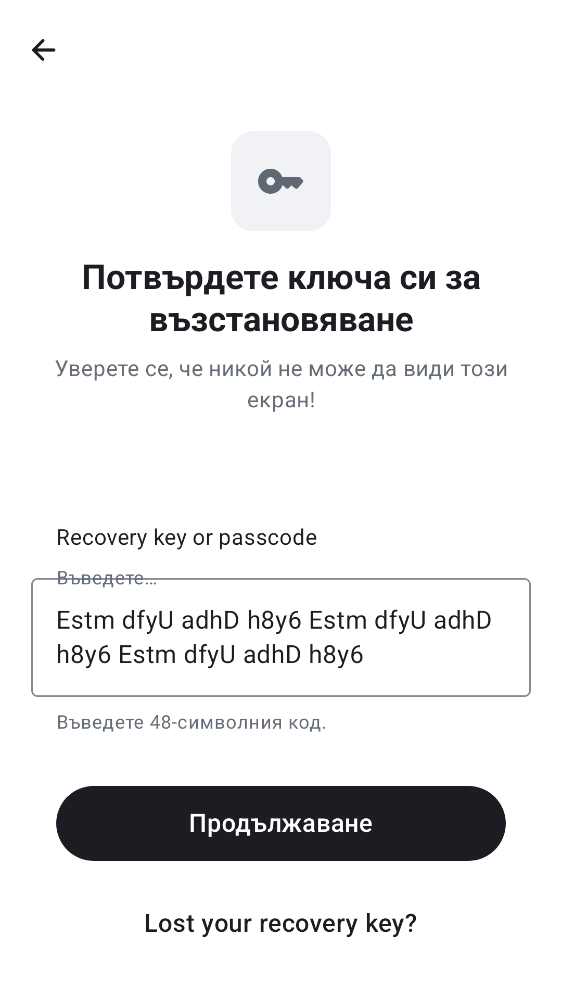 Потвърдете ключа си за
възстановяване
Уверете се, че никой не може да види този
екран!
Recovery key or passcode
Въведете…
Estm dfyU adhD h8y6 Estm dfyU adhD
h8y6 Estm dfyU adhD h8y6
Въведете 48-символния код.
Продължаване
Lost your recovery key?